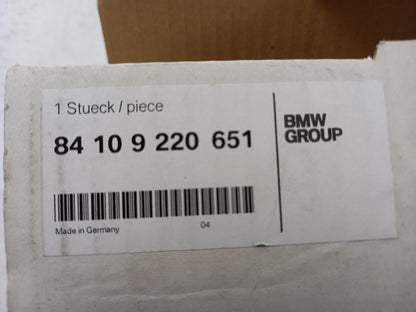 1 Stueck / piece
84 10 9 220 651
BMW
GROUP
Made in Germany
04